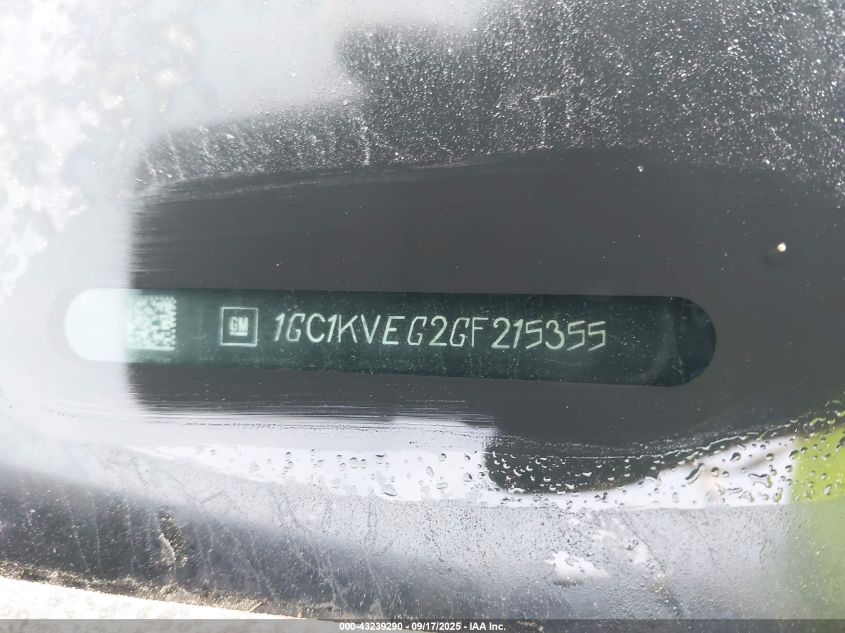 GM 1GC1KVEG2GF215355
000-43239290 - 09/17/2025 - IAA Inc.